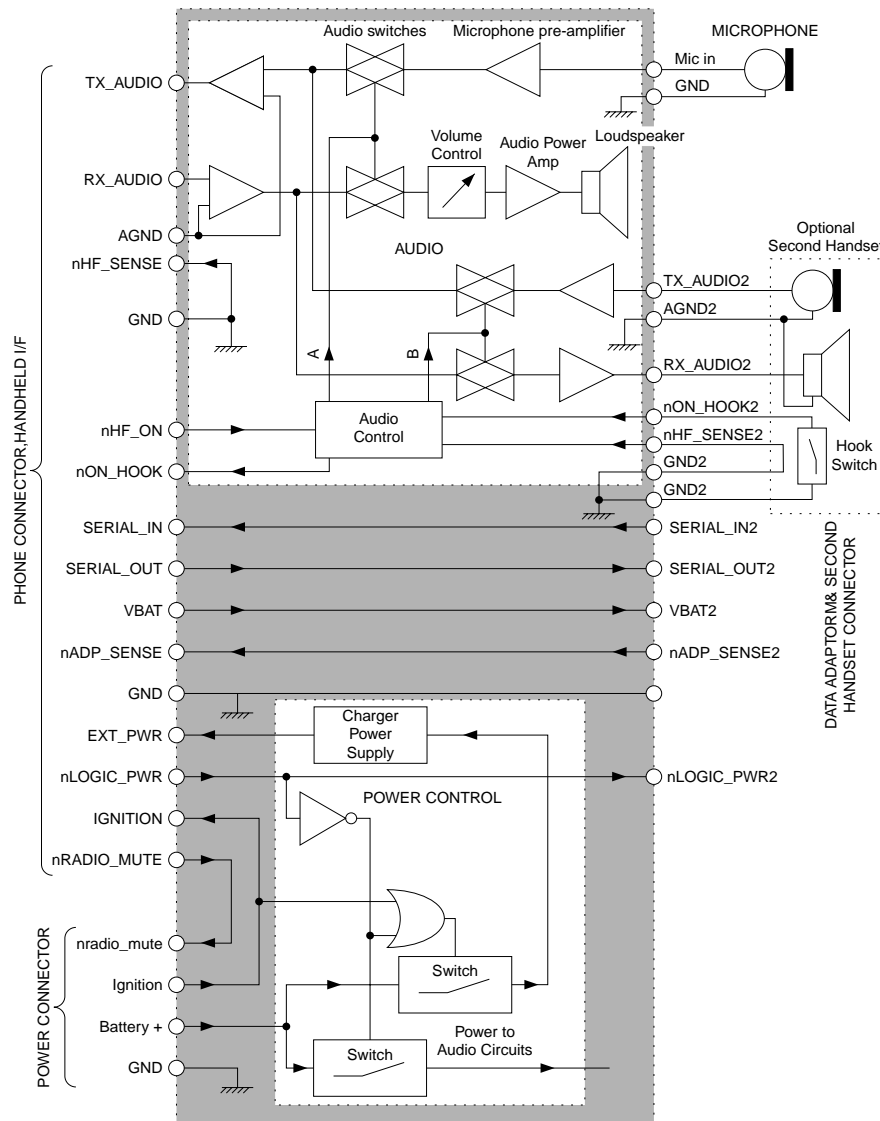 Audio switches
Microphone pre-amplifier
MICROPHONE
TX_AUDIO
Mic in
GND
Volume
Control
Audio Power
Amp
Loudspeaker
RX_AUDIO
AGND
nHF_SENSE
GND
AUDIO
Optional
Second Handset
TX_AUDIO2
AGND2
RX_AUDIO2
A
B
nHF_ON
nON_HOOK
Audio
Control
nON_HOOK2
nHF_SENSE2
GND2
GND2
Hook
Switch
PHONE CONNECTOR,HANDHELD I/F
SERIAL_IN
SERIAL_IN2
SERIAL_OUT
SERIAL_OUT2
VBAT
VBAT2
nADP_SENSE
nADP_SENSE2
GND
DATA ADAPTORM& SECOND
HANDSET CONNECTOR
EXT_PWR
Charger
Power
Supply
nLOGIC_PWR
nLOGIC_PWR2
POWER CONTROL
IGNITION
nRADIO_MUTE
POWER CONNECTOR
nradio_mute
Ignition
Switch
Battery +
Power to
Audio Circuits
Switch
GND